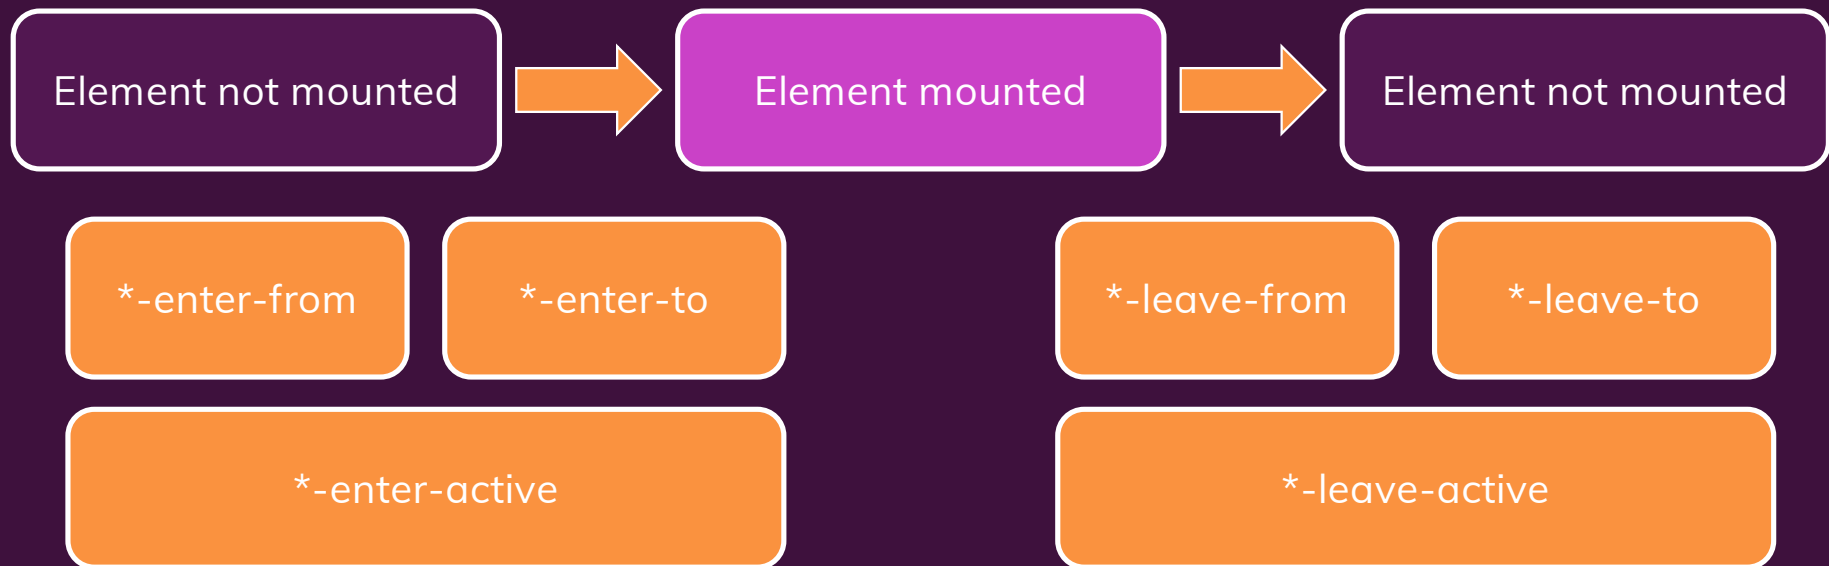 Element not mounted
Element mounted
Element not mounted
*-enter-from
*-enter-to
*-leave-from
*-leave-to
*-enter-active
*-leave-active